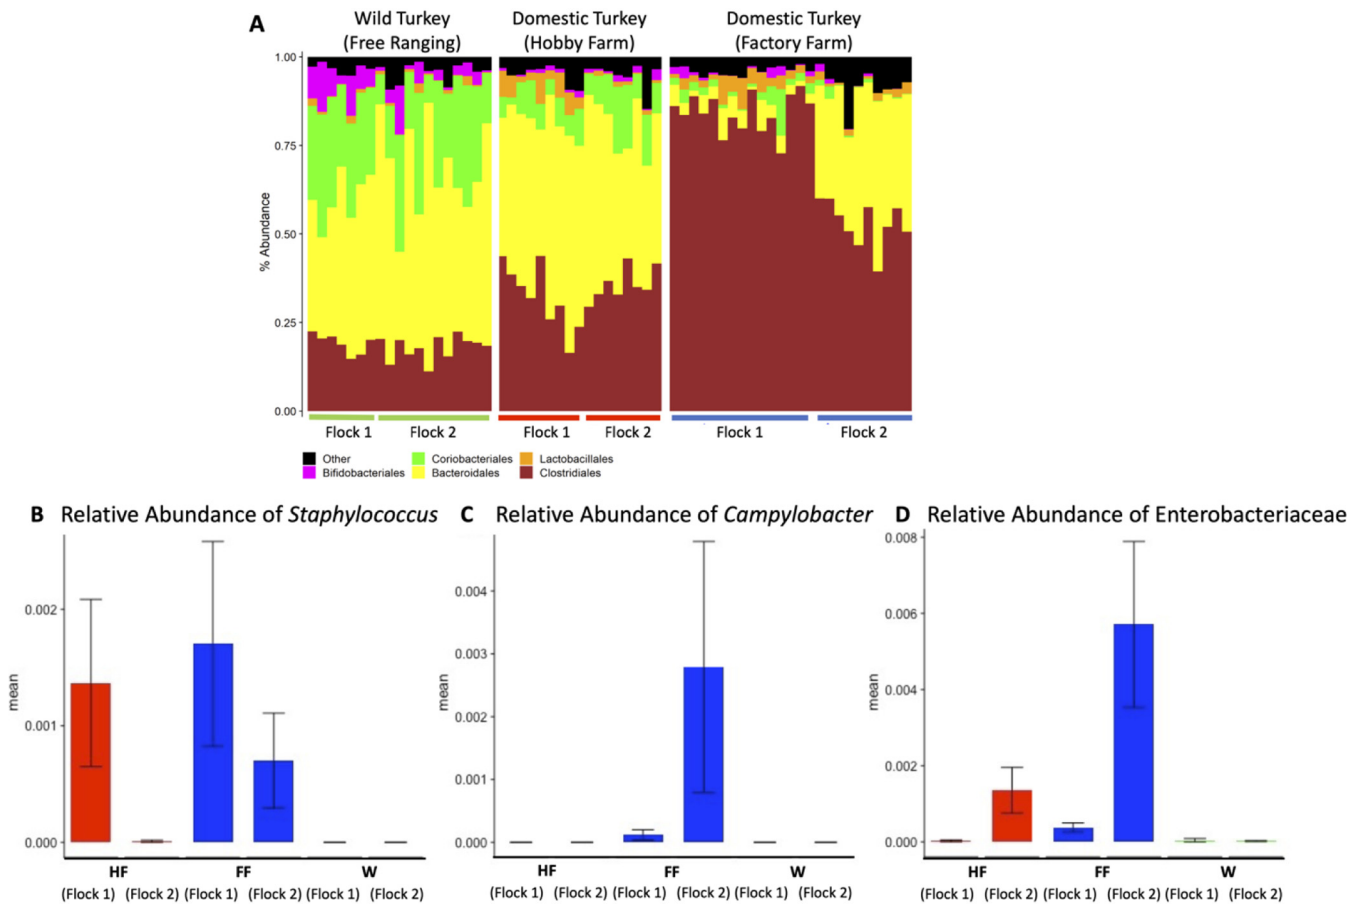 A
Wild Turkey
(Free Ranging)
Domestic Turkey
(Hobby Farm)
Domestic Turkey
(Factory Farm)
1.00
0.75
0.50
0.25
0.00
% Abundance
Flock 1 Flock 2 Flock 1 Flock 2 Flock 1 Flock 2
Other Coriobacteriales Lactobacillales
Bifidobacteriales Bacteroidales Clostridiales
B Relative Abundance of Staphylococcus
0.002
0.001
0.000
mean
HF FF W
(Flock 1) (Flock 2) (Flock 1) (Flock 2) (Flock 1) (Flock 2)
C Relative Abundance of Campylobacter
0.004
0.003
0.002
0.001
0.000
mean
HF FF W
(Flock 1) (Flock 2) (Flock 1) (Flock 2) (Flock 1) (Flock 2)
D Relative Abundance of Enterobacteriaceae
0.008
0.006
0.004
0.002
0.000
mean
HF FF W
(Flock 1) (Flock 2) (Flock 1) (Flock 2) (Flock 1) (Flock 2)